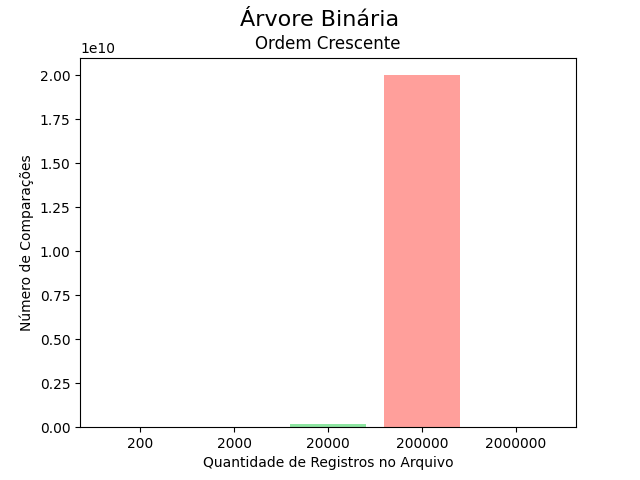 Árvore Binária
Ordem Crescente
1e10
2.00
1.75
1.50
1.25
1.00
0.75
0.50
0.25
0.00
Número de Comparações
200 2000 20000 200000 2000000
Quantidade de Registros no Arquivo